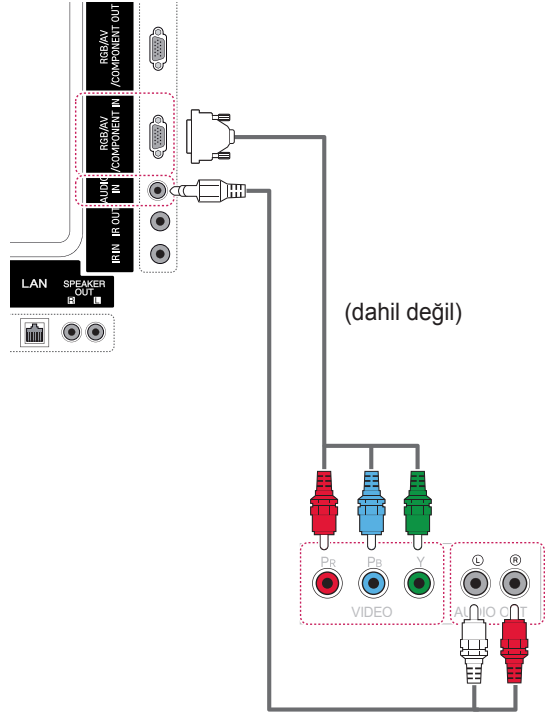 RGB/AV
/COMPONENT OUT
RGB/AV
/COMPONENT IN
AUDIO
IN
IR OUT
IR IN
LAN
SPEAKER
OUT
R L
(dahil değil)
PR PB Y
VIDEO
L R
AUDIO OUT